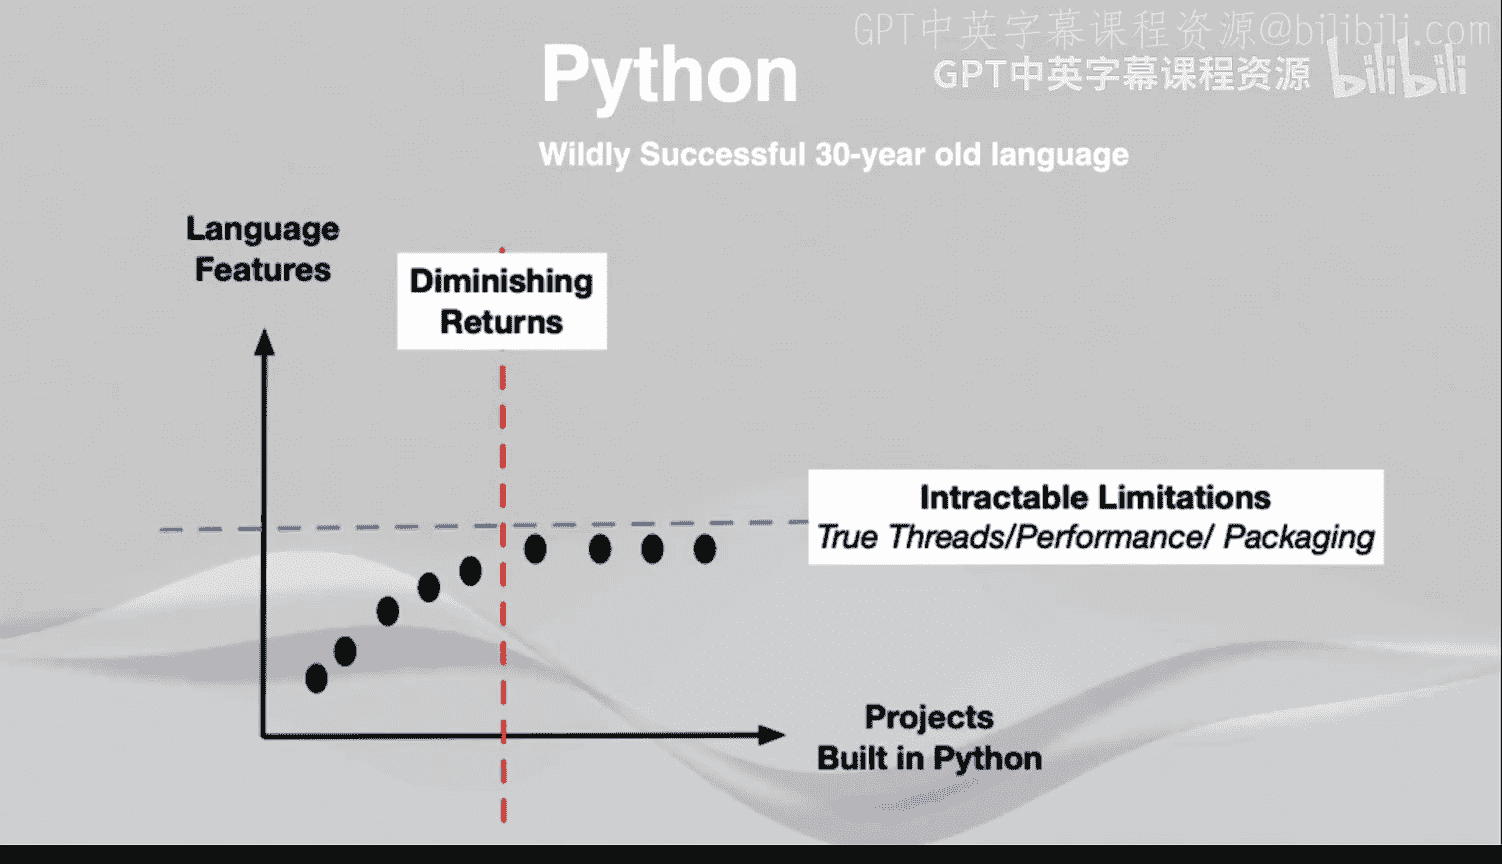 GPT中英字幕课程资源@bilibili.com
GPT中英字幕课程资源 bilibili
Python
Wildly Successful 30-year old language
Language
Features
Diminishing
Returns
Intractable Limitations
True Threads/Performance/ Packaging
Projects
Built in Python